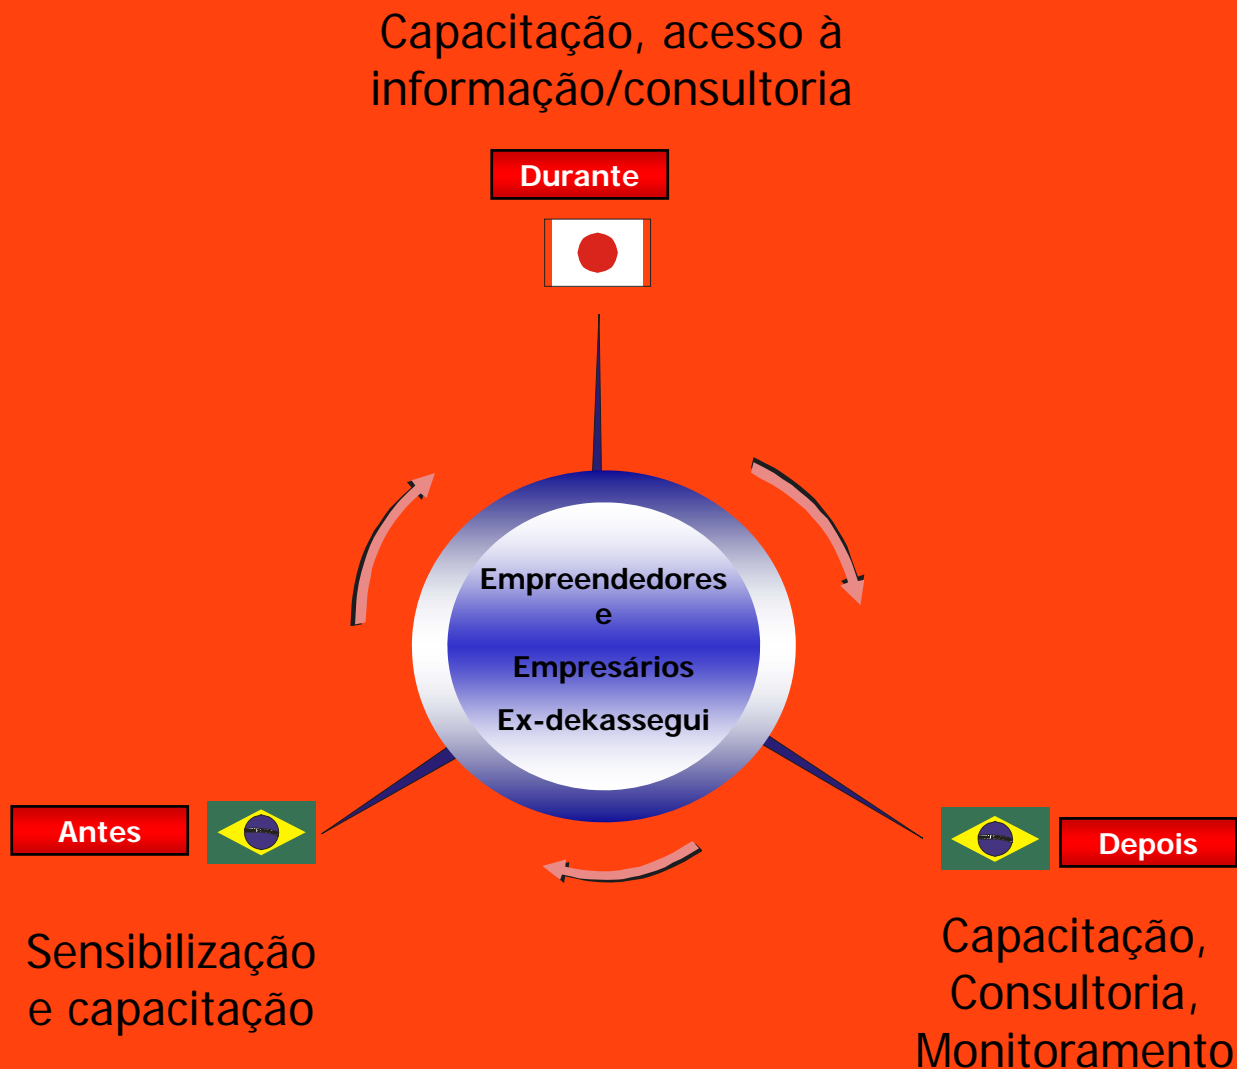 Capacitação, acesso à
informação/consultoria
Durante
Empreendedores
e
Empresários
Ex-dekassegui
Antes
Depois
Sensibilização
e capacitação
Capacitação,
Consultoria,
Monitoramento